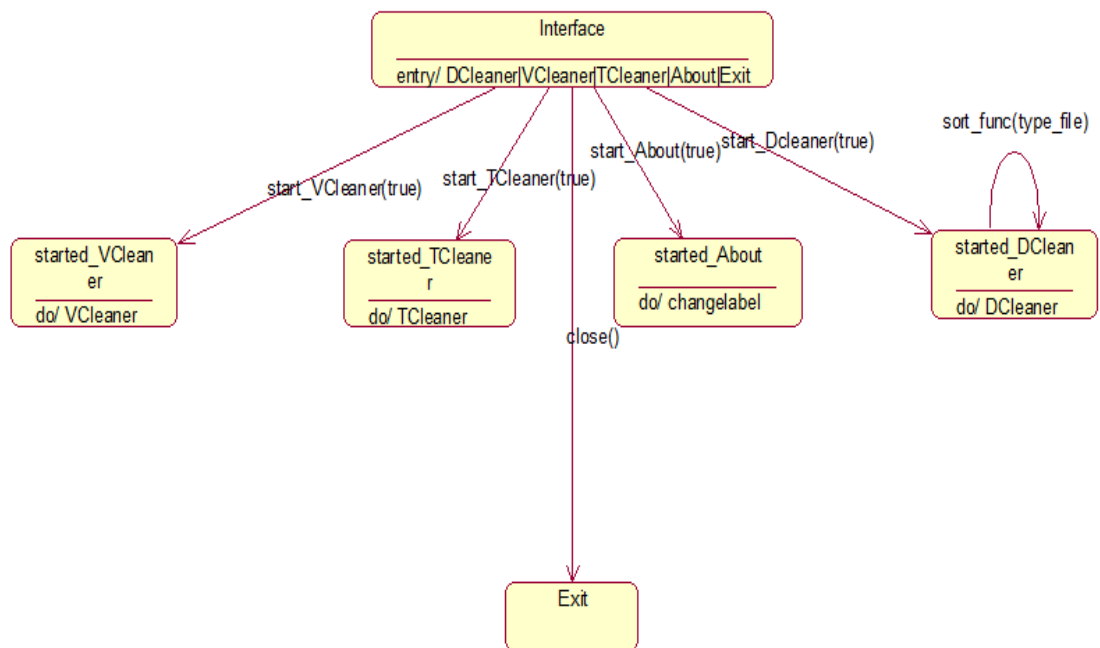 Interface
entry/ DCleaner|VCleaner|TCleaner|About|Exit
sort_func(type_file)
start_About(true)
start_Dcleaner(true)
start_VCleaner(true)
start_TCleaner(true)
started_VClean
er
do/ VCleaner
started_TCleane
r
do/ TCleaner
started_About
do/ changelabel
started_DClean
er
do/ DCleaner
close()
Exit